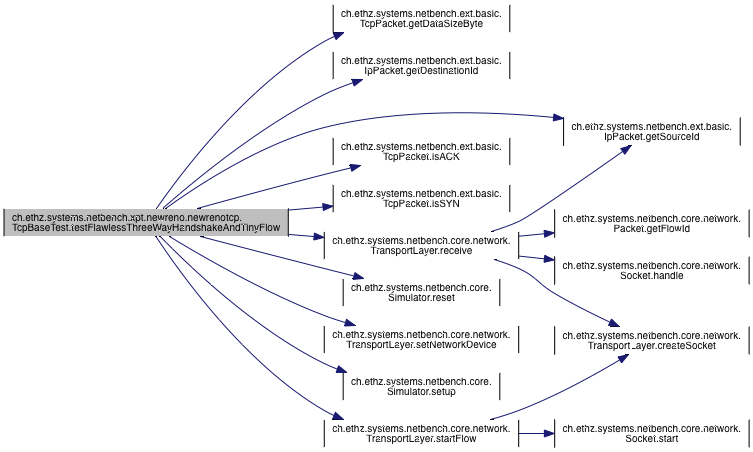 ch.ethz.systems.netbench.ext.basic.
TcpPacket.getDataSizeByte
ch.ethz.systems.netbench.ext.basic.
IpPacket.getDestinationId
ch.ethz.systems.netbench.ext.basic.
IpPacket.getSourceId
ch.ethz.systems.netbench.ext.basic.
TcpPacket.isACK
ch.ethz.systems.netbench.ext.basic.
TcpPacket.isSYN
ch.ethz.systems.netbench.xpt.newreno.newrenotcp.
TcpBaseTest.testFlawlessThreeWayHandshakeAndTinyFlow
ch.ethz.systems.netbench.core.network.
TransportLayer.receive
ch.ethz.systems.netbench.core.network.
Packet.getFlowId
ch.ethz.systems.netbench.core.network.
Socket.handle
ch.ethz.systems.netbench.core.
Simulator.reset
ch.ethz.systems.netbench.core.network.
TransportLayer.setNetworkDevice
ch.ethz.systems.netbench.core.network.
TransportLayer.createSocket
ch.ethz.systems.netbench.core.
Simulator.setup
ch.ethz.systems.netbench.core.network.
TransportLayer.startFlow
ch.ethz.systems.netbench.core.network.
Socket.start